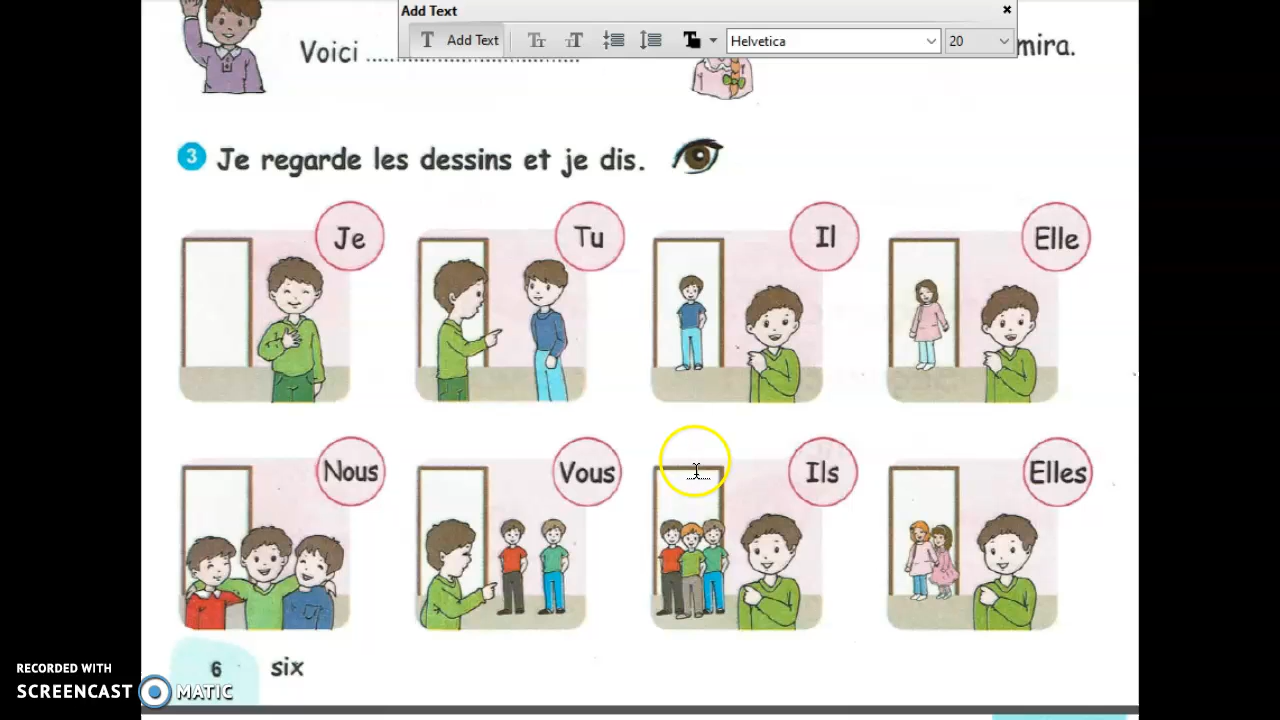 Add Text
Add Text
Helvetica
20
Voici ..............................
mira.
3 Je regarde les dessins et je dis.
Je
Tu
Il
Elle
Nous
Vous
Ils
Elles
6 six
RECORDED WITH
SCREENCAST MATIC